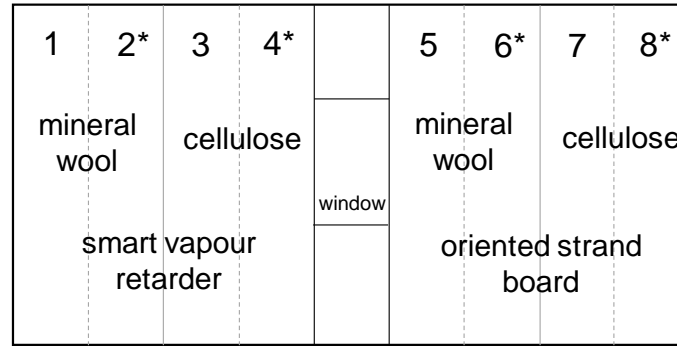 1 2* 3 4* 5 6* 7 8*
mineral wool
cellulose
mineral wool
cellulose
window
smart vapour retarder
oriented strand board